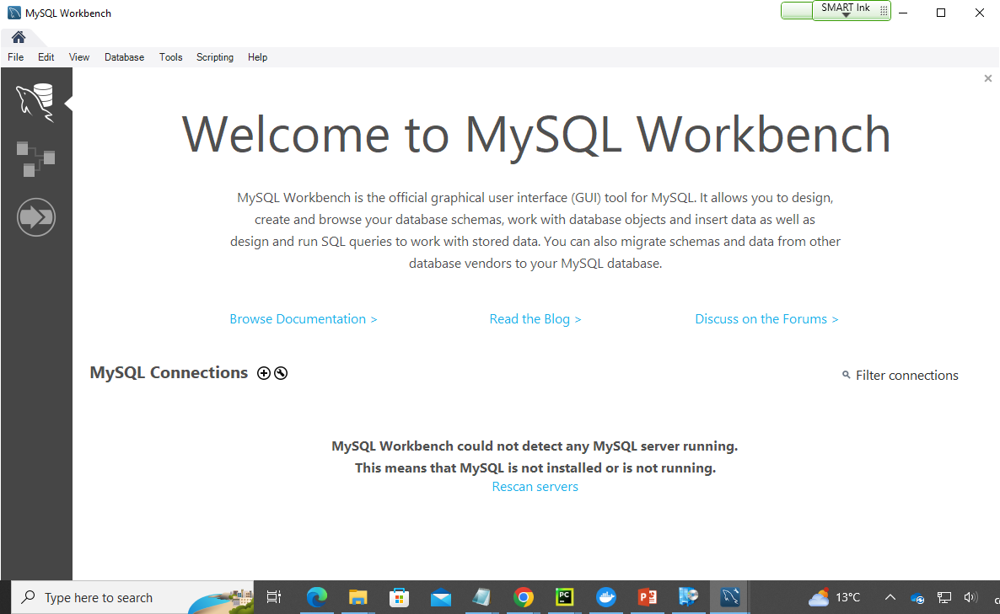 MySQL Workbench
SMART Ink
File Edit View Database Tools Scripting Help
Welcome to MySQL Workbench
MySQL Workbench is the official graphical user interface (GUI) tool for MySQL. It allows you to design,
create and browse your database schemas, work with database objects and insert data as well as
design and run SQL queries to work with stored data. You can also migrate schemas and data from other
database vendors to your MySQL database.
Browse Documentation > Read the Blog > Discuss on the Forums >
MySQL Connections
Filter connections
MySQL Workbench could not detect any MySQL server running.
This means that MySQL is not installed or is not running.
Rescan servers
Type here to search
PC
P
13°C